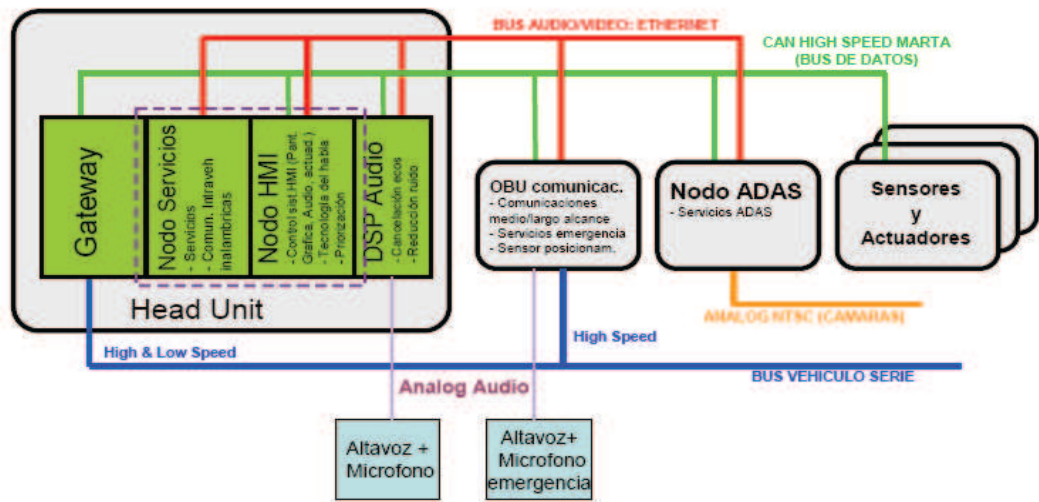 BUS AUDIO/VIDEO: ETHERNET
CAN HIGH SPEED MARTA
(BUS DE DATOS)
Gateway
Nodo Servicios
- Servicios
- Comun. Intraveh
inalambricas
Nodo HMI
- Control sist.HMI (Pant.
Grafica, Audio, actuad.)
- Tecnologia del habla
- Priorización
DSP Audio
- Cancelación ecos
- Reducción ruido
Head Unit
OBU comunicac.
- Comunicaciones
medio/largo alcance
- Servicios emergencia
- Sensor posicionam.
Nodo ADAS
- Servicios ADAS
Sensores
y
Actuadores
ANALOG NTSC (CAMARAS)
High & Low Speed
High Speed
BUS VEHICULO SERIE
Analog Audio
Altavoz +
Microfono
Altavoz+
Microfono
emergencia